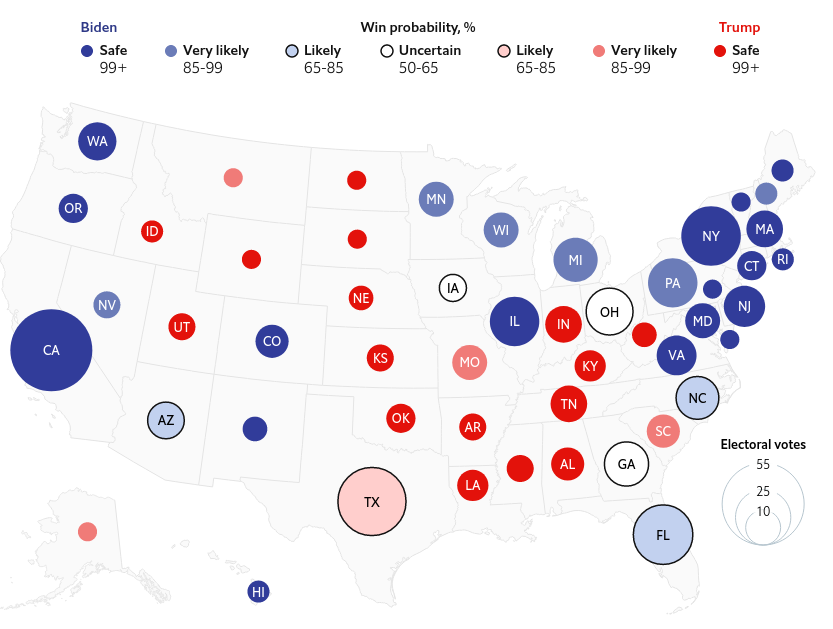 Biden Win probability, % Trump
Safe Very likely Likely Uncertain Likely Very likely Safe
99+ 85-99 65-85 50-65 65-85 85-99 99+
WA
MN
OR
MA
ID
WI
NY
MI
CT RI
PA
IA
NE
NV
NJ
OH
IL
MD
IN
UT
CO
CA
VA
KS
MO
KY
NC
TN
OK
AZ
AR
SC
Electoral votes
GA
AL
55
LA
25
TX
10
FL
HI